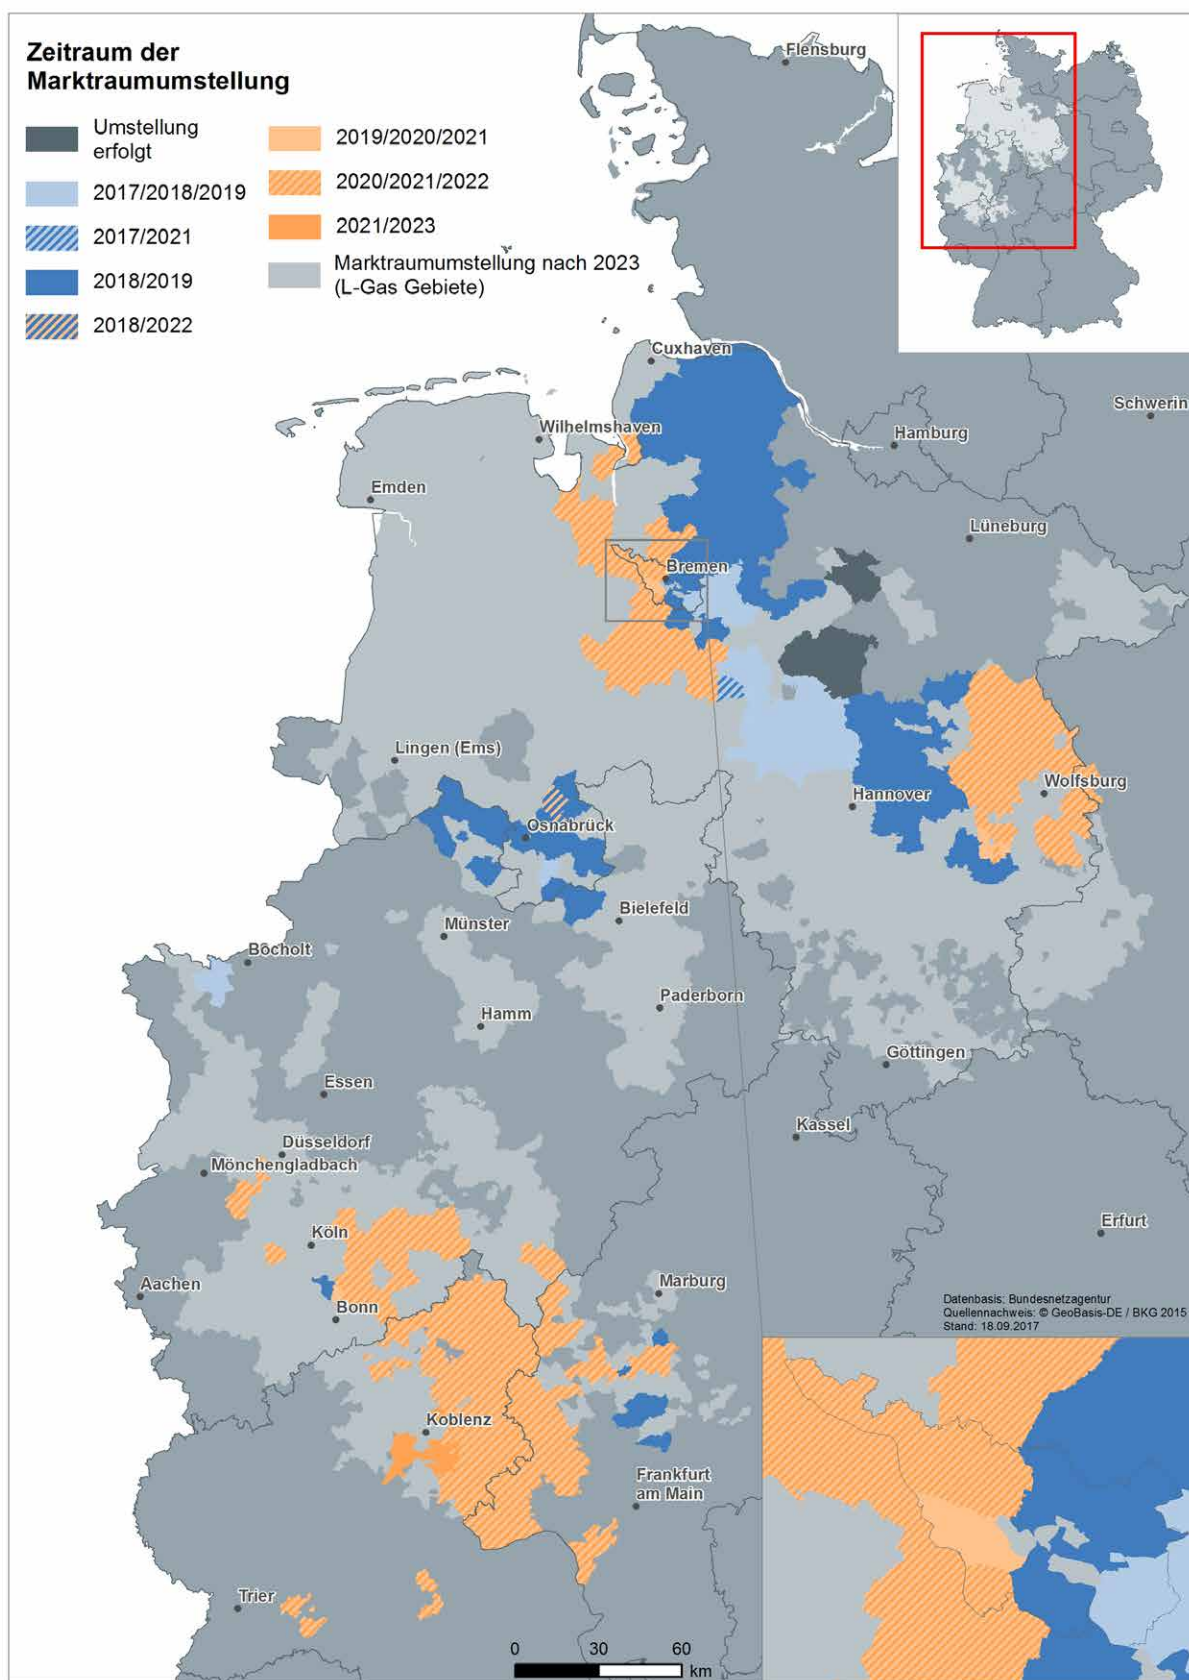 Zeitraum der
Marktraumumstellung
Umstellung
erfolgt
2017/2018/2019
2017/2021
2018/2019
2018/2022
2019/2020/2021
2020/2021/2022
2021/2023
Marktraumumstellung nach 2023
(L-Gas Gebiete)
Flensburg
Cuxhaven
Schwerin
Wilhelmshaven
Hamburg
Emden
Lüneburg
Bremen
Lingen (Ems)
Wolfsburg
Hannover
Osnabrück
Bielefeld
Münster
Bocholt
Paderborn
Hamm
Göttingen
Essen
Kassel
Düsseldorf
Mönchengladbach
Erfurt
Köln
Aachen
Marburg
Bonn
Datenbasis: Bundesnetzagentur
Quellennachweis: © GeoBasis-DE / BKG 2015
Stand: 18.09.2017
Koblenz
Frankfurt
am Main
Trier
0 30 60
km